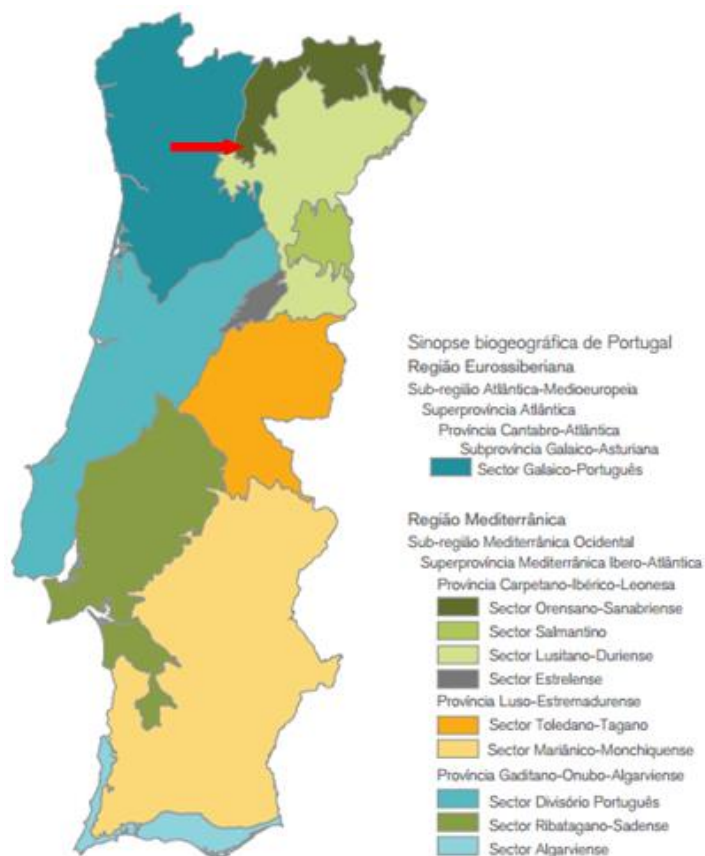 Sinopse biogeográfica de Portugal
Região Eurossiberiana
Sub-região Atlântica-Medioeuropeia
Superprovíncia Atlântica
Província Cantabro-Atlântica
Subprovíncia Galaico-Asturiana
Sector Galaico-Português
Região Mediterrânica
Sub-região Mediterrânica Ocidental
Superprovíncia Mediterrânica Ibero-Atlântica
Província Carpetano-Ibérico-Leonesa
Sector Orensano-Sanabriense
Sector Salmantino
Sector Lusitano-Duriense
Sector Estrelense
Província Luso-Estremadurense
Sector Toledano-Tagano
Sector Mariânico-Monchiquense
Província Gaditano-Onubo-Algarviense
Sector Divisório Português
Sector Ribatagano-Sadense
Sector Algarviense